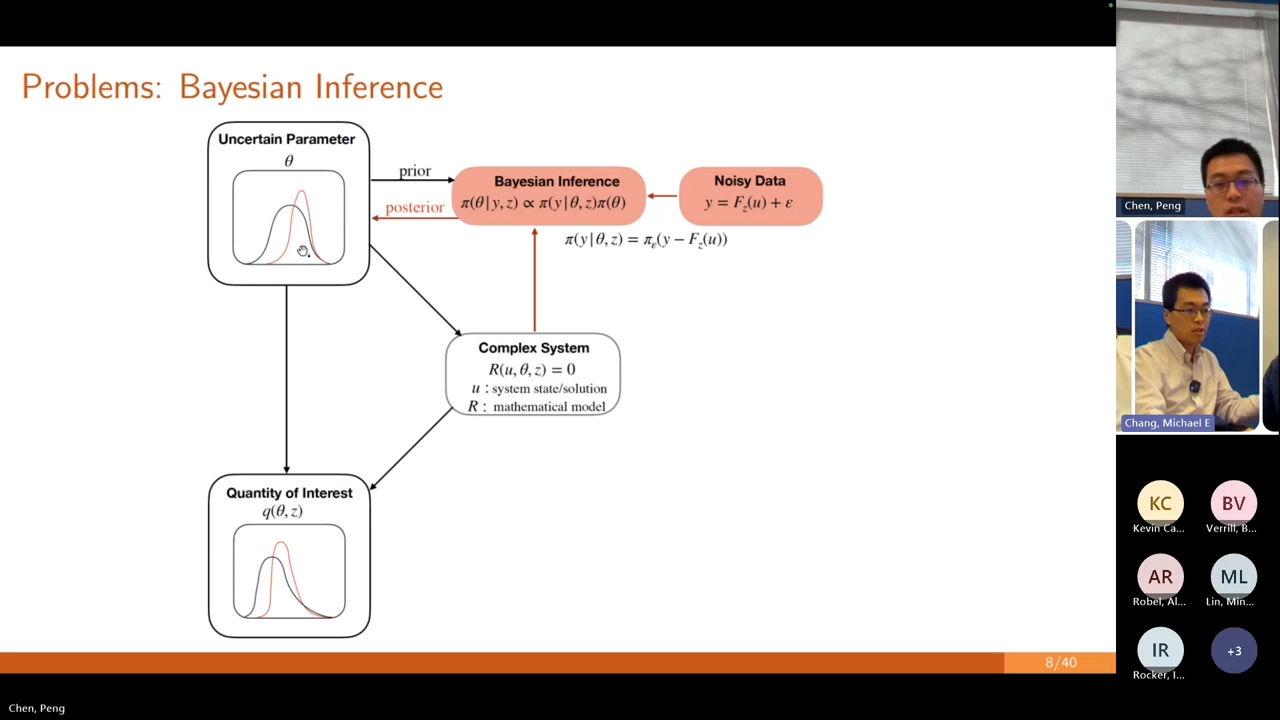 Problems: Bayesian Inference
Uncertain Parameter
θ
prior
posterior
Bayesian Inference
π(θ|y, z) ∝ π(y|θ, z)π(θ)
Noisy Data
y = F_z(u) + ε
π(y|θ, z) = π_ε(y − F_z(u))
Complex System
R(u, θ, z) = 0
u : system state/solution
R : mathematical model
Quantity of Interest
q(θ, z)
8/40
Chen, Peng
Chen, Peng
Chang, Michael E
KC
Kevin Ca...
BV
Verrill, B...
AR
Robel, Al...
ML
Lin, Min...
IR
Rocker, I...
+3